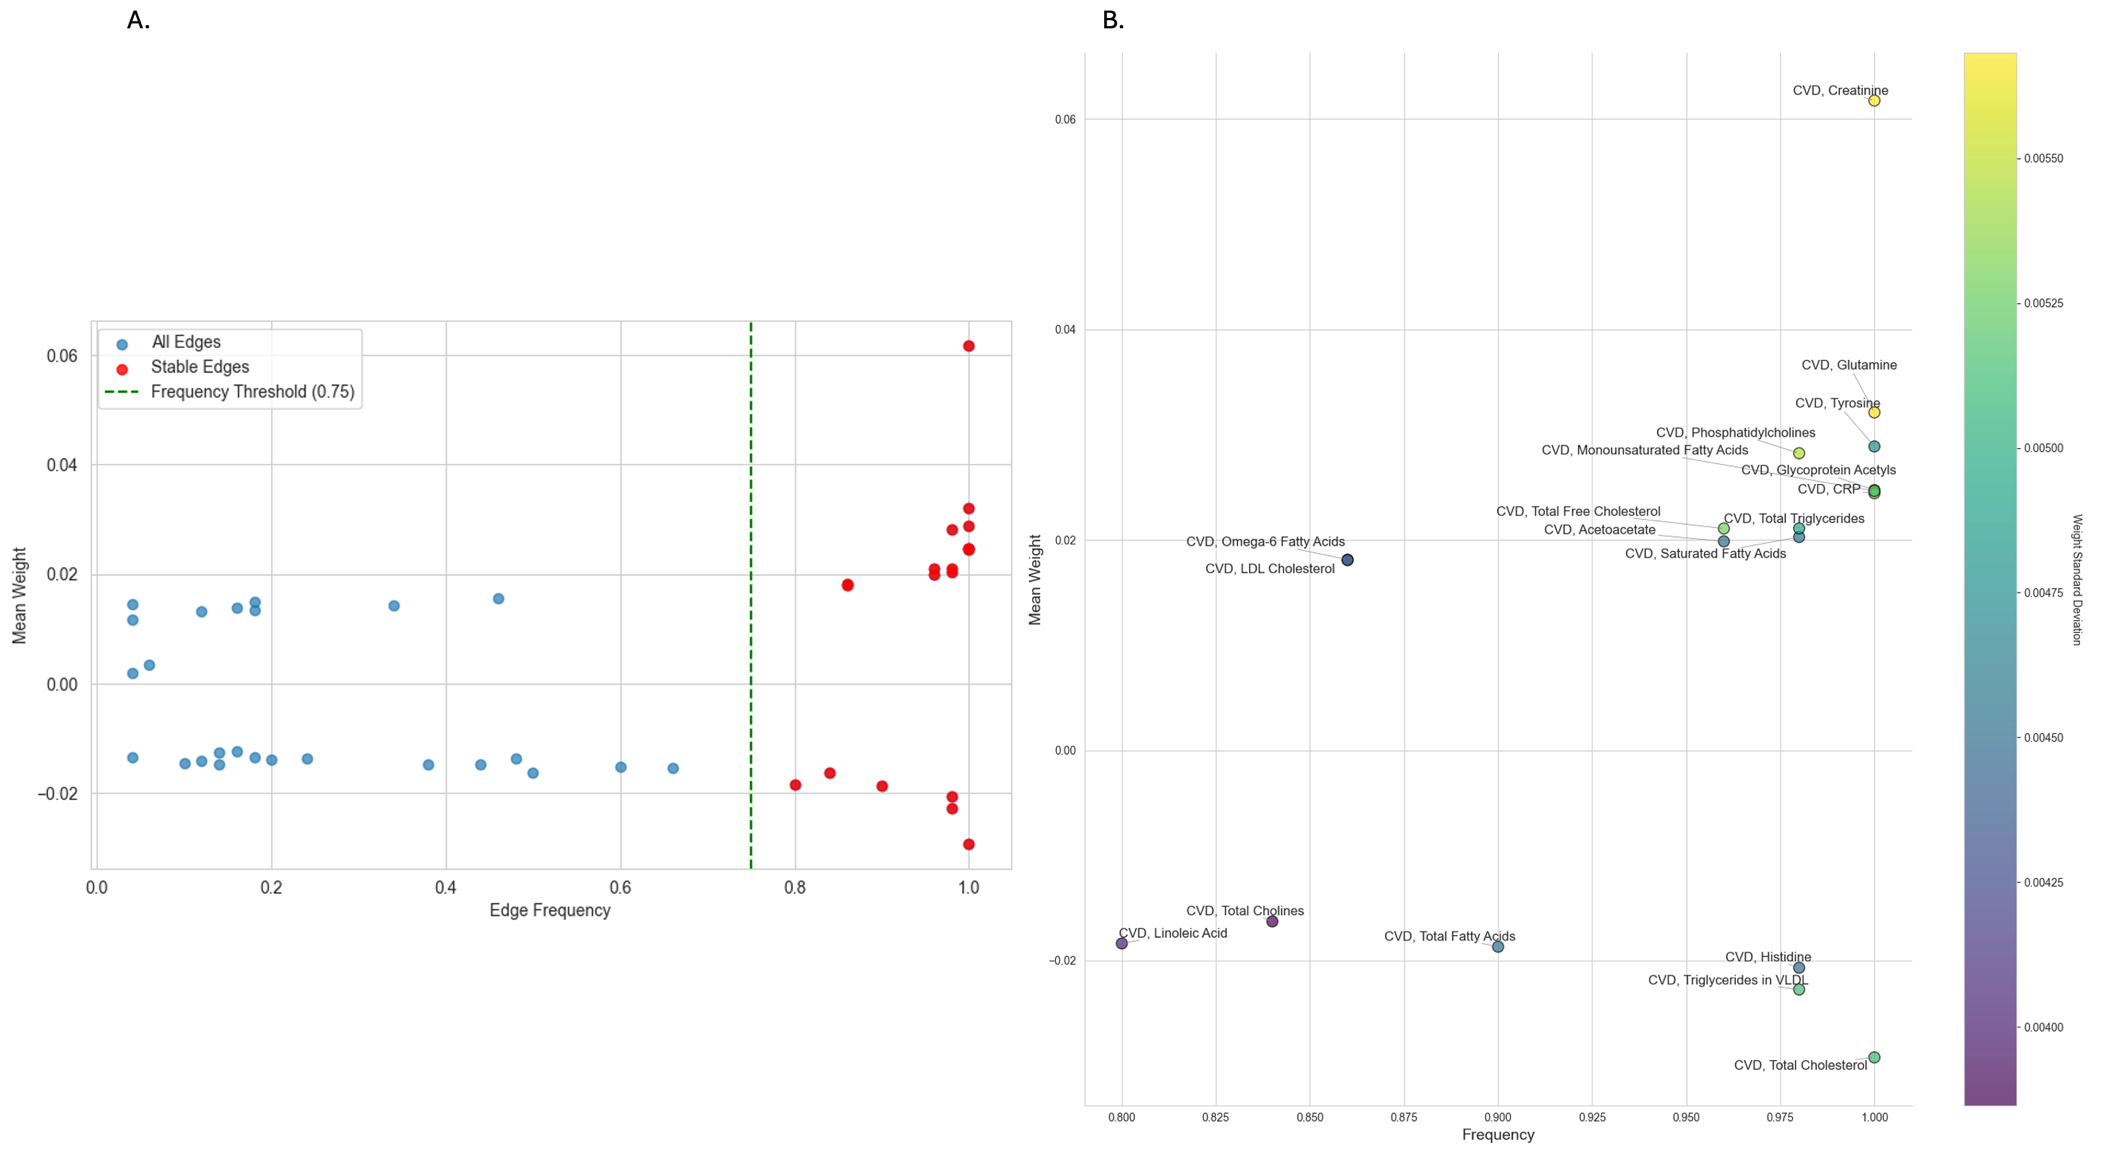 A.
All Edges
Stable Edges
Frequency Threshold (0.75)
0.06
0.04
0.02
0.00
−0.02
Mean Weight
0.0
0.2
0.4
0.6
0.8
1.0
Edge Frequency
B.
0.06
0.04
0.02
0.00
−0.02
Mean Weight
CVD, Creatinine
CVD, Glutamine
CVD, Tyrosine
CVD, Phosphatidylcholines
CVD, Monounsaturated Fatty Acids
CVD, Glycoprotein Acetyls
CVD, CRP
CVD, Total Free Cholesterol
CVD, Total Triglycerides
CVD, Acetoacetate
CVD, Omega-6 Fatty Acids
CVD, Saturated Fatty Acids
CVD, LDL Cholesterol
CVD, Total Cholines
CVD, Linoleic Acid
CVD, Total Fatty Acids
CVD, Histidine
CVD, Triglycerides in VLDL
CVD, Total Cholesterol
0.800
0.825
0.850
0.875
0.900
0.925
0.950
0.975
1.000
Frequency
0.00550
0.00525
0.00500
0.00475
0.00450
0.00425
0.00400
Weight Standard Deviation